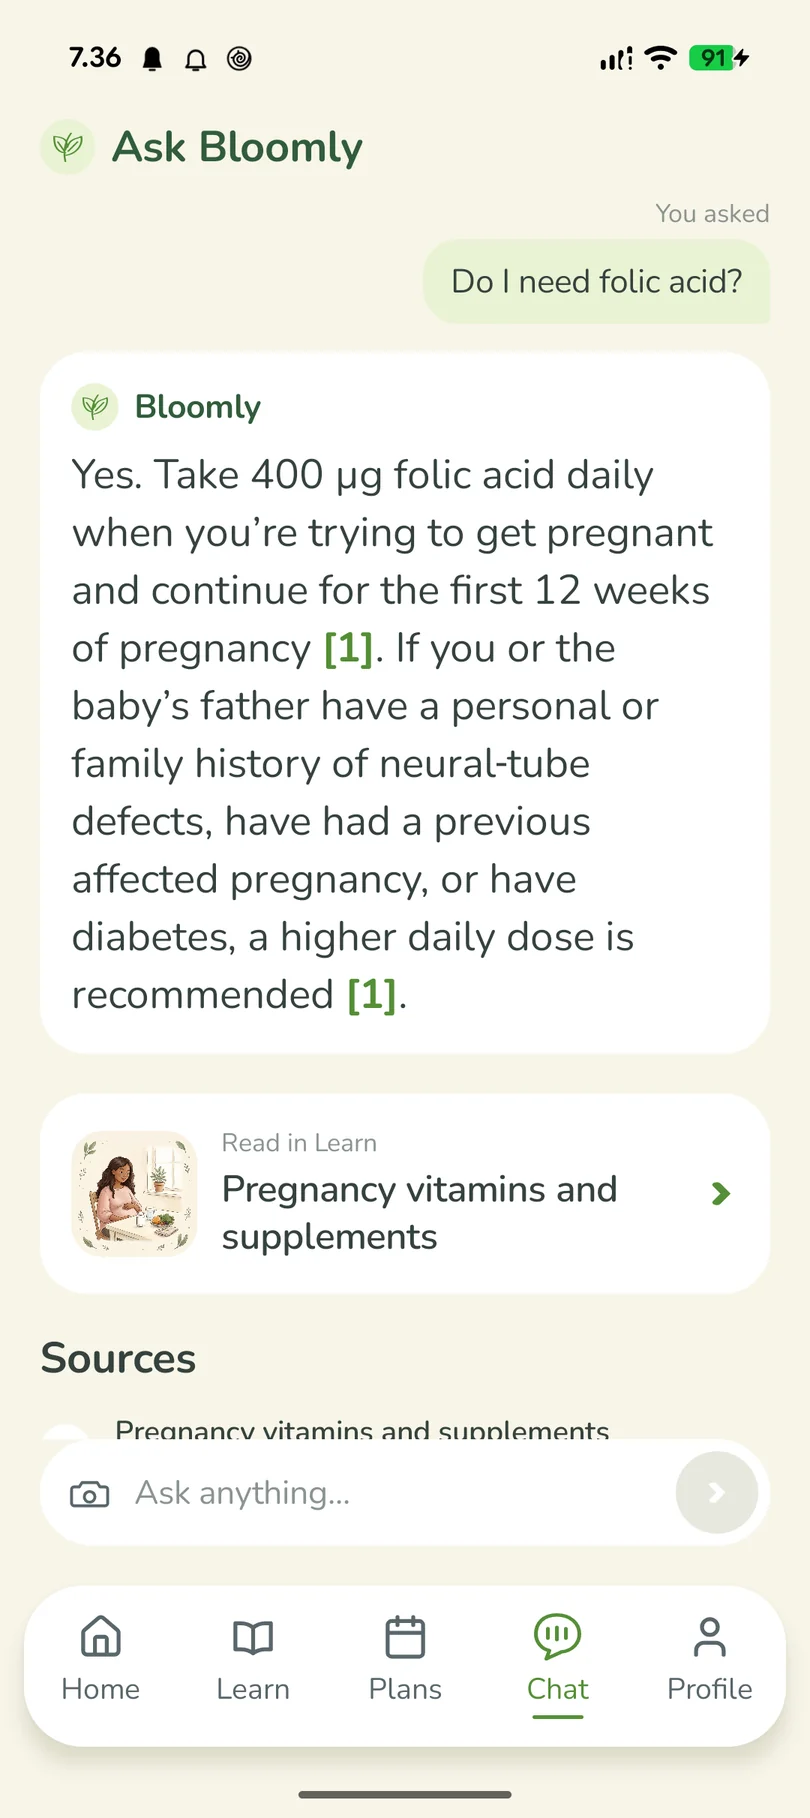 7.36
91
Ask Bloomly
You asked
Do I need folic acid?
Bloomly
Yes. Take 400 µg folic acid daily
when you’re trying to get pregnant
and continue for the first 12 weeks
of pregnancy [1]. If you or the
baby’s father have a personal or
family history of neural-tube
defects, have had a previous
affected pregnancy, or have
diabetes, a higher daily dose is
recommended [1].
Read in Learn
Pregnancy vitamins and
supplements
Sources
Pregnancy vitamins and supplements
Ask anything...
Home
Learn
Plans
Chat
Profile